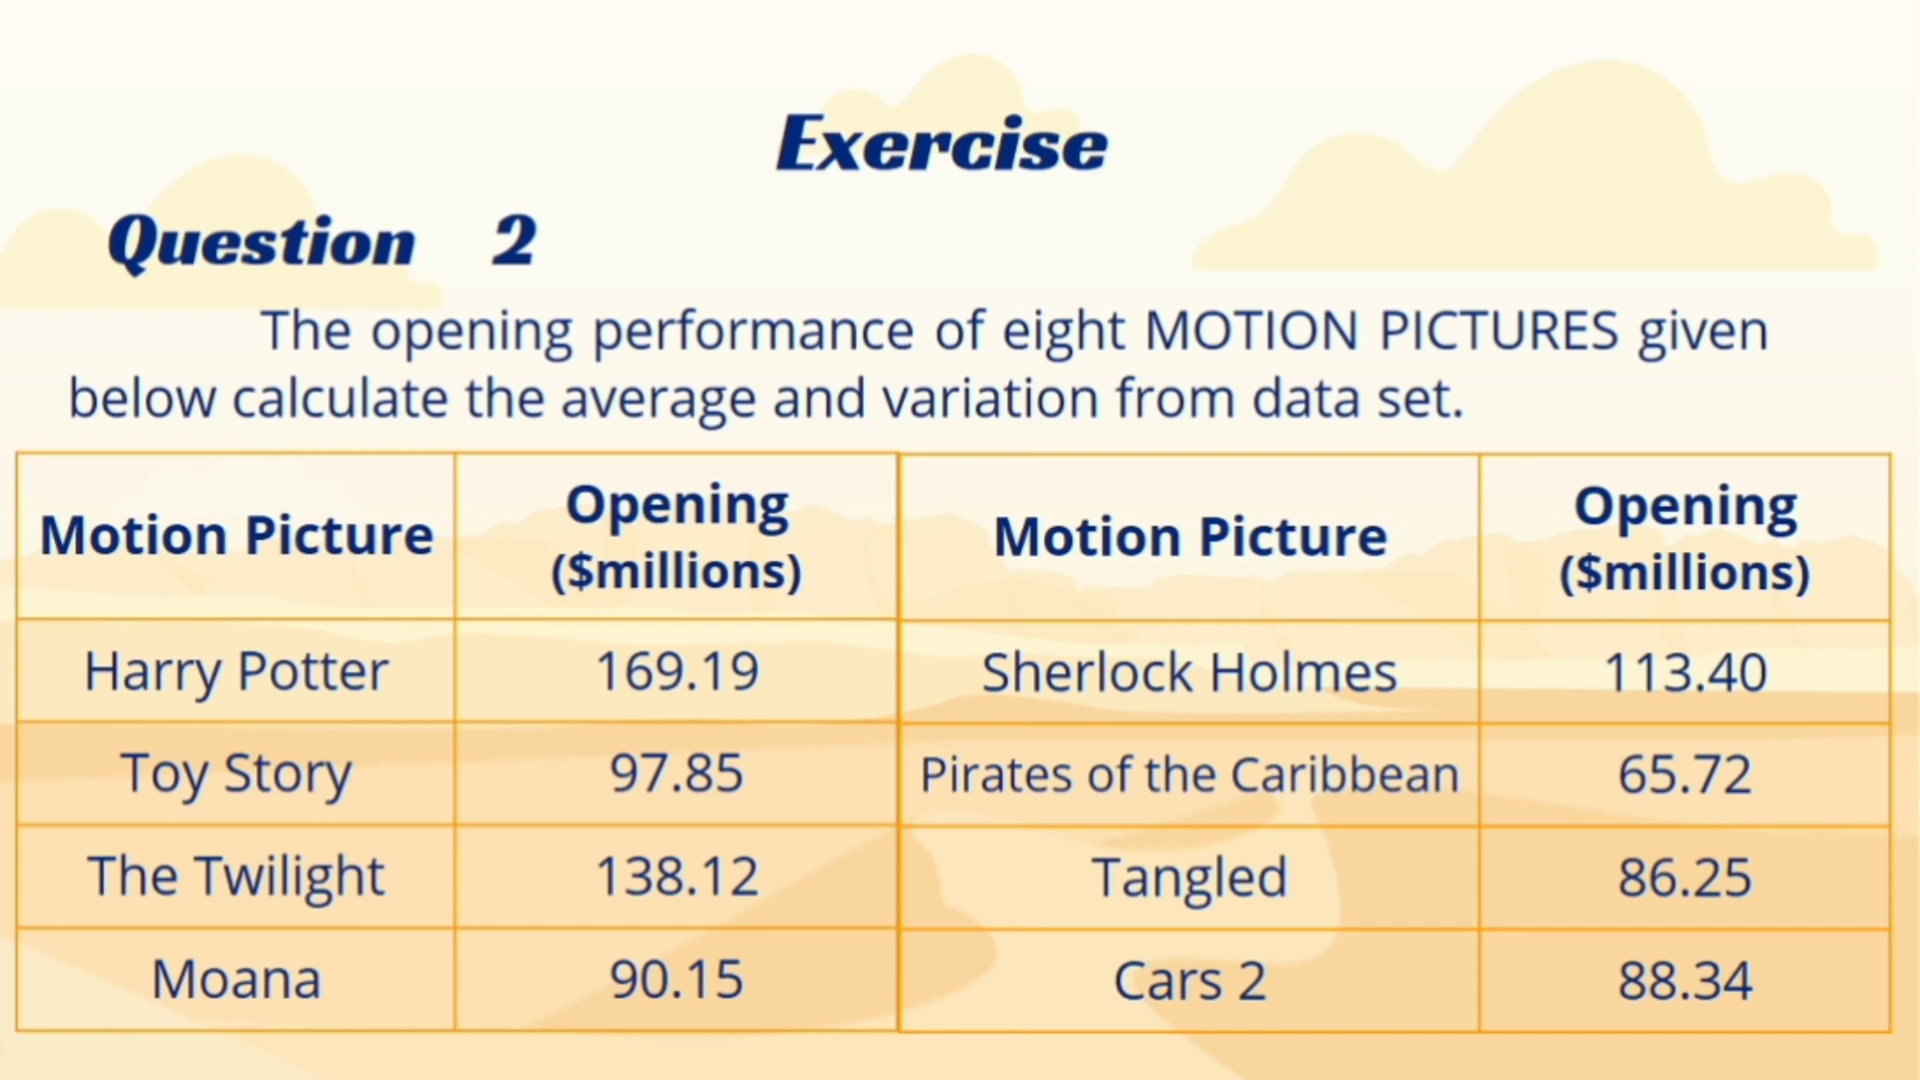 Exercise
Question 2
The opening performance of eight MOTION PICTURES given
below calculate the average and variation from data set.
Motion Picture Opening ($millions) Motion Picture Opening ($millions)
Harry Potter 169.19 Sherlock Holmes 113.40
Toy Story 97.85 Pirates of the Caribbean 65.72
The Twilight 138.12 Tangled 86.25
Moana 90.15 Cars 2 88.34